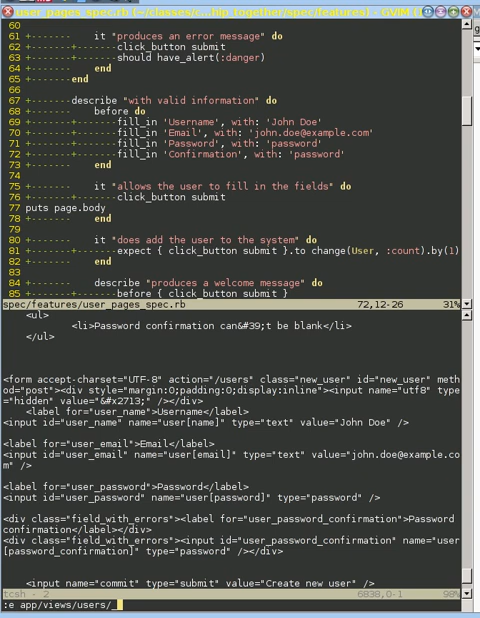 user_pages_spec.rb (~/classes/c...hip_together/spec/features) - GVIM
60
61 +------- it "produces an error message" do
62 +-------+------- click_button submit
63 +-------+------- should have_alert(:danger)
64 +------- end
65 +-------end
66
67 +-------describe "with valid information" do
68 +------- before do
69 +-------+-------fill_in 'Username', with: 'John Doe'
70 +-------+-------fill_in 'Email', with: 'john.doe@example.com'
71 +-------+-------fill_in 'Password', with: 'password'
72 +-------+-------fill_in 'Confirmation', with: 'password'
73 +------- end
74
75 +------- it "allows the user to fill in the fields" do
76 +-------+-------click_button submit
77 puts page.body
78 +------- end
79
80 +------- it "does add the user to the system" do
81 +-------+-------expect { click_button submit }.to change(User, :count).by(1)
82 +------- end
83
84 +------- describe "produces a welcome message" do
85 +-------+-------before { click_button submit }
spec/features/user_pages_spec.rb 72,12-26 31%
<ul>
<li>Password confirmation can&#39;t be blank</li>
</ul>
<form accept-charset="UTF-8" action="/users" class="new_user" id="new_user" meth
od="post"><div style="margin:0;padding:0;display:inline"><input name="utf8" type
="hidden" value="&#x2713;" /></div>
<label for="user_name">Username</label>
<input id="user_name" name="user[name]" type="text" value="John Doe" />
<label for="user_email">Email</label>
<input id="user_email" name="user[email]" type="text" value="john.doe@example.co
m" />
<label for="user_password">Password</label>
<input id="user_password" name="user[password]" type="password" />
<div class="field_with_errors"><label for="user_password_confirmation">Password
confirmation</label></div>
<div class="field_with_errors"><input id="user_password_confirmation" name="user
[password_confirmation]" type="password" /></div>
<input name="commit" type="submit" value="Create new user" />
tcsh - 2 6838,0-1 98%
:e app/views/users/_